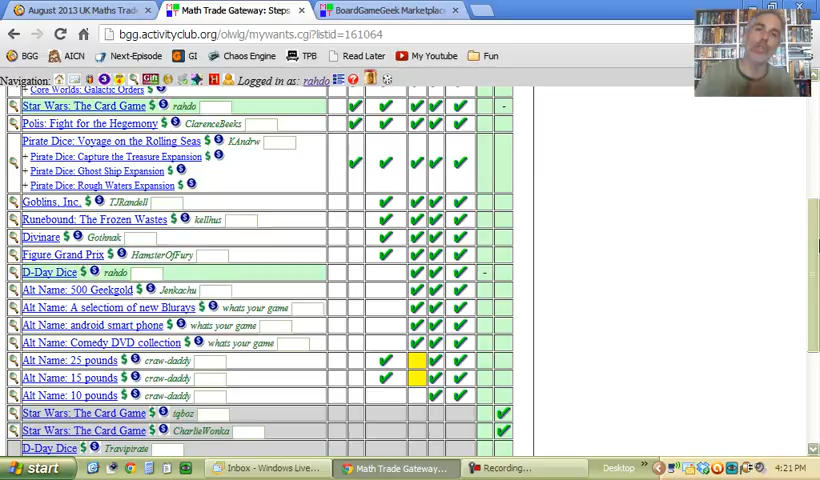 August 2013 UK Maths Trad
Math Trade Gateway: Steps
BoardGameGeek Marketplac
bgg.activityclub.org/olwlg/mywants.cgi?listid=161064
BGG AICN Next-Episode GI Chaos Engine TPB Read Later My Youtube Fun
Navigation: Logged in as: rahdo
+ Core Worlds: Galactic Orders
Star Wars: The Card Game $ rahdo -
Polis: Fight for the Hegemony $ ClarenceBeeks
Pirate Dice: Voyage on the Rolling Seas $ KAndrw
+ Pirate Dice: Capture the Treasure Expansion
+ Pirate Dice: Ghost Ship Expansion
+ Pirate Dice: Rough Waters Expansion
Goblins, Inc. $ TJRandell
Runebound: The Frozen Wastes $ kellhus
Divinare $ Gothnak
Figure Grand Prix $ HamsterOfFury
D-Day Dice $ rahdo -
Alt Name: 500 Geekgold $ Jenkachu
Alt Name: A selection of new Blurays $ whats your game
Alt Name: android smart phone $ whats your game
Alt Name: Comedy DVD collection $ whats your game
Alt Name: 25 pounds $ craw-daddy
Alt Name: 15 pounds $ craw-daddy
Alt Name: 10 pounds $ craw-daddy
Star Wars: The Card Game $ tqboz
Star Wars: The Card Game $ CharlieWonka
D-Day Dice $ Travipirate
start
Inbox - Windows Live...
Math Trade Gateway...
Recording...
Desktop
4:21 PM